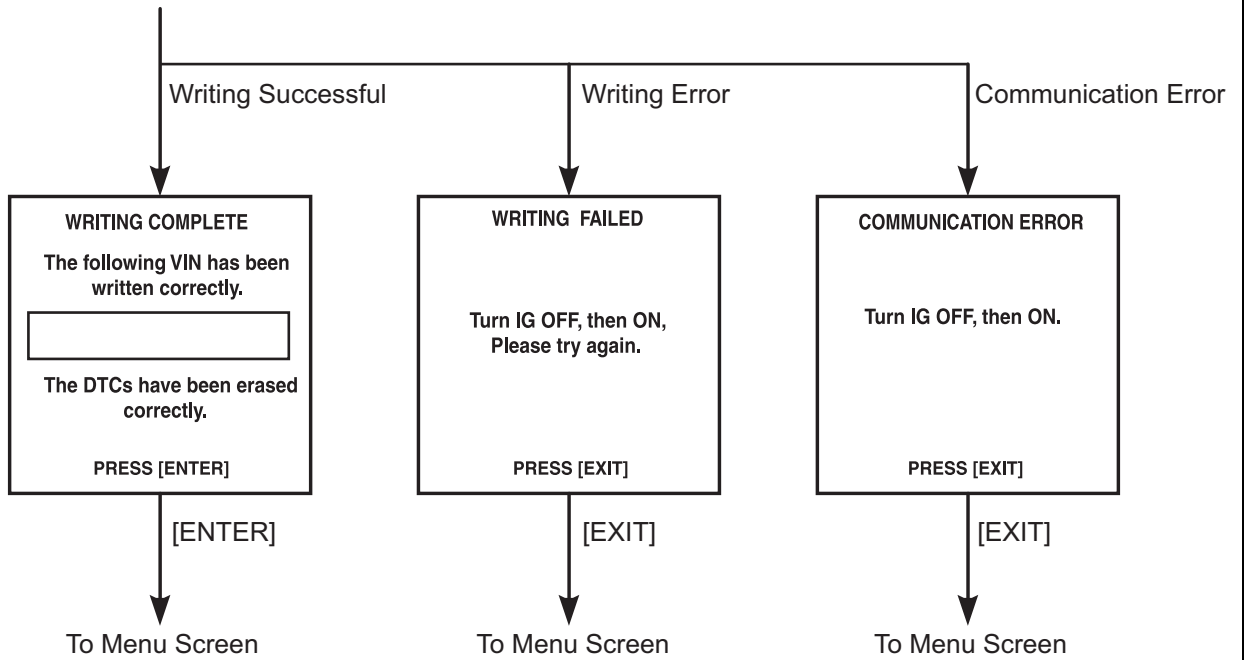 Writing Successful
Writing Error
Communication Error
WRITING COMPLETE
The following VIN has been
written correctly.
The DTCs have been erased
correctly.
PRESS [ENTER]
WRITING FAILED
Turn IG OFF, then ON,
Please try again.
PRESS [EXIT]
COMMUNICATION ERROR
Turn IG OFF, then ON.
PRESS [EXIT]
[ENTER]
[EXIT]
[EXIT]
To Menu Screen
To Menu Screen
To Menu Screen